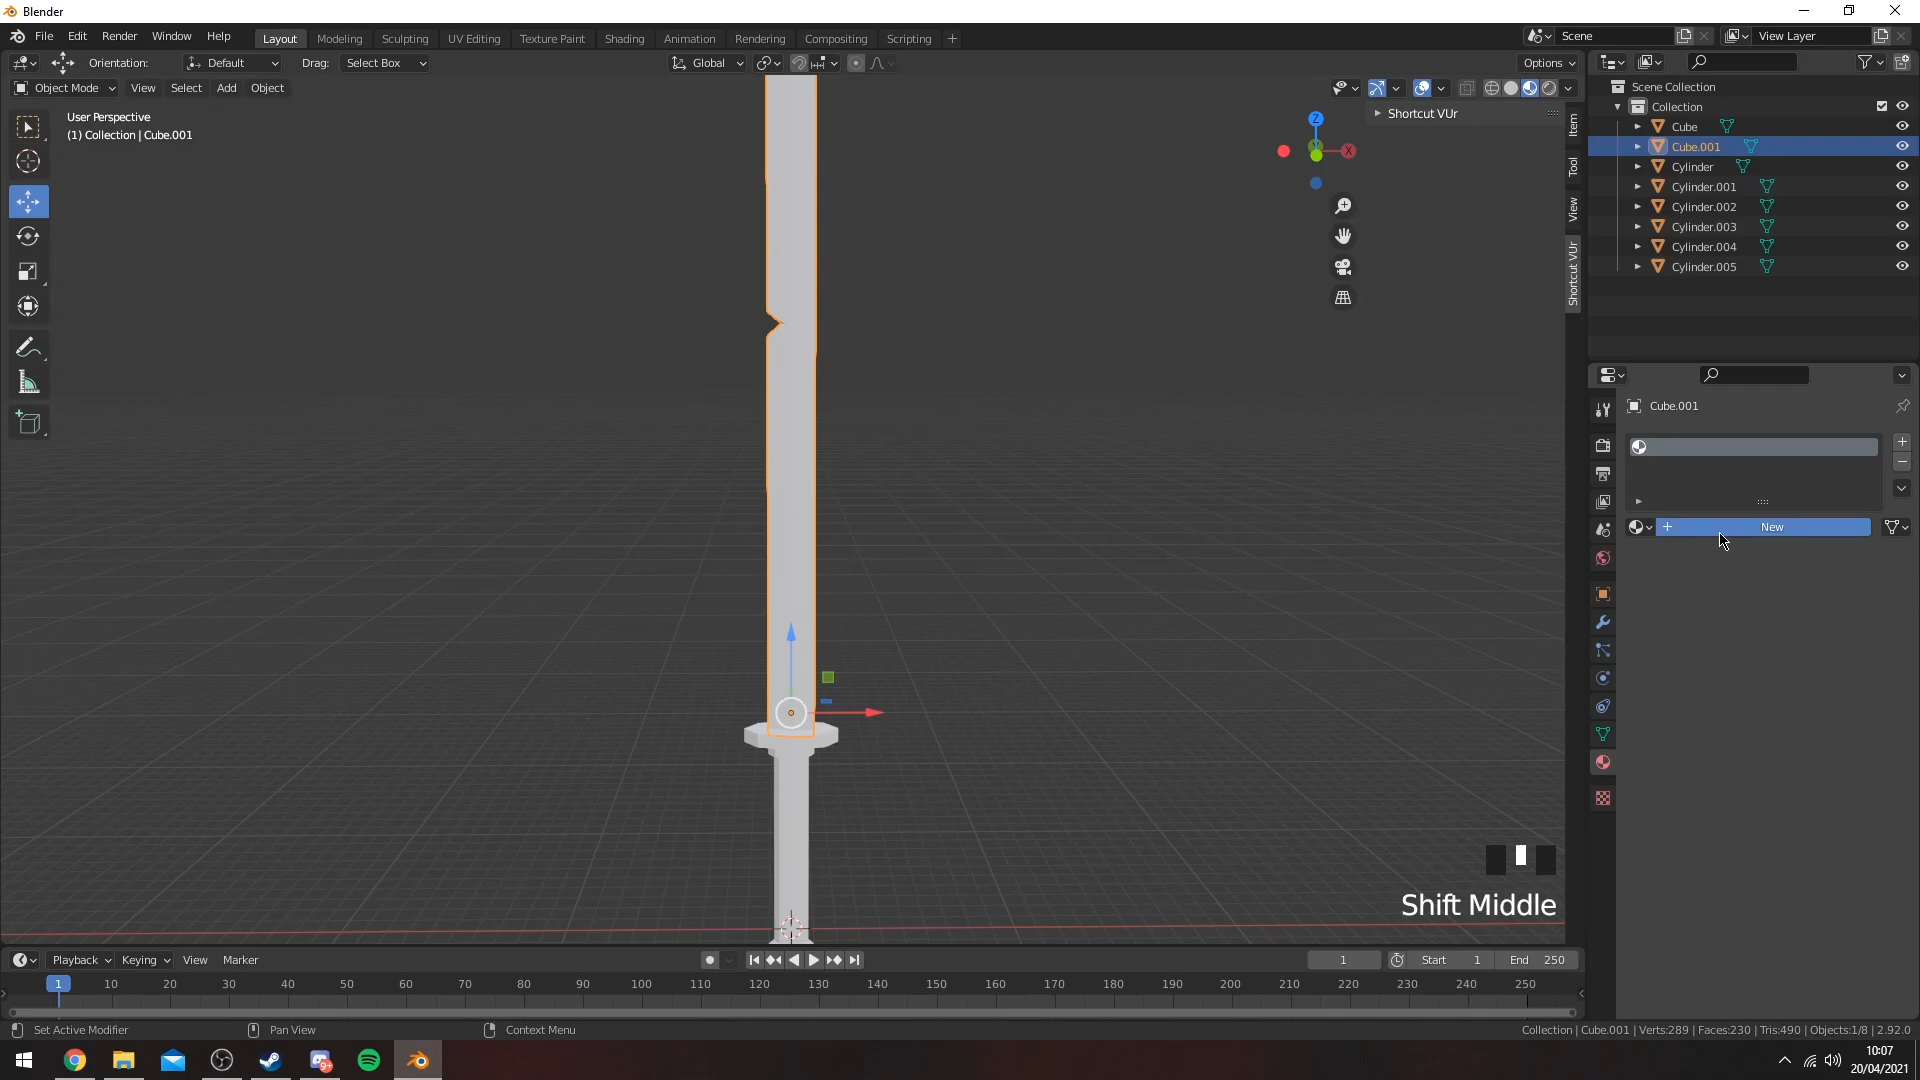 Blender
File Edit Render Window Help
Layout Modeling Sculpting UV Editing Texture Paint Shading Animation Rendering Compositing Scripting +
Scene
View Layer
Orientation: Default Drag: Select Box
Global
Options
Object Mode View Select Add Object
User Perspective
(1) Collection | Cube.001
Shortcut VUr
Z
X
Item
Tool
View
Shortcut VUr
Scene Collection
Collection
Cube
Cube.001
Cylinder
Cylinder.001
Cylinder.002
Cylinder.003
Cylinder.004
Cylinder.005
Cube.001
+ New
Shift Middle
Playback Keying View Marker
1
Start 1
End 250
1 10 20 30 40 50 60 70 80 90 100 110 120 130 140 150 160 170 180 190 200 210 220 230 240 250
Set Active Modifier
Pan View
Context Menu
Collection | Cube.001 | Verts:289 | Faces:230 | Tris:490 | Objects:1/8 | 2.92.0
9+
10:07
20/04/2021